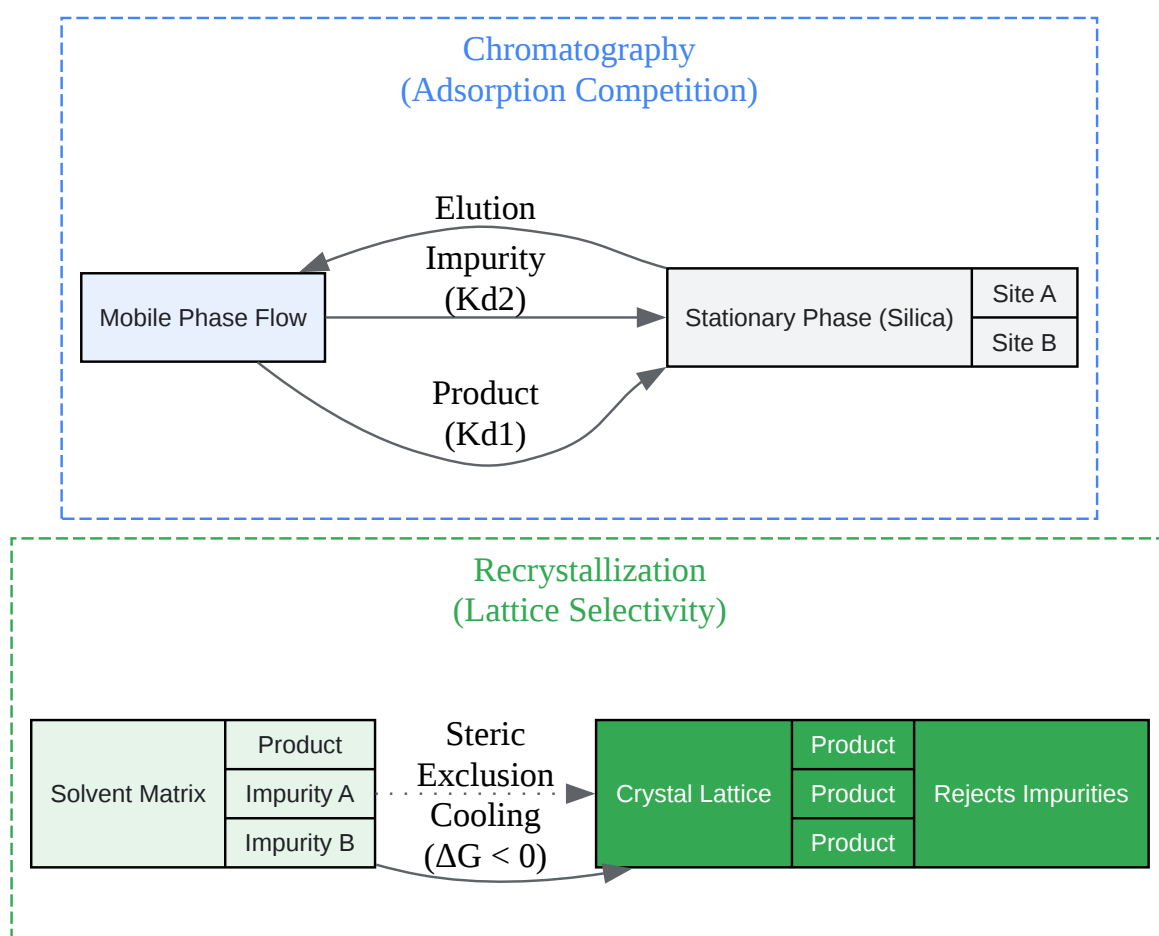 Chromatography
(Adsorption Competition)
Elution
Impurity
(Kd2)
Mobile Phase Flow
Stationary Phase (Silica)
Site A
Site B
Product
(Kd1)
Recrystallization
(Lattice Selectivity)
Solvent Matrix
Product
Impurity A
Impurity B
Steric
Exclusion
Cooling
(ΔG < 0)
Crystal Lattice
Product
Product
Product
Rejects Impurities